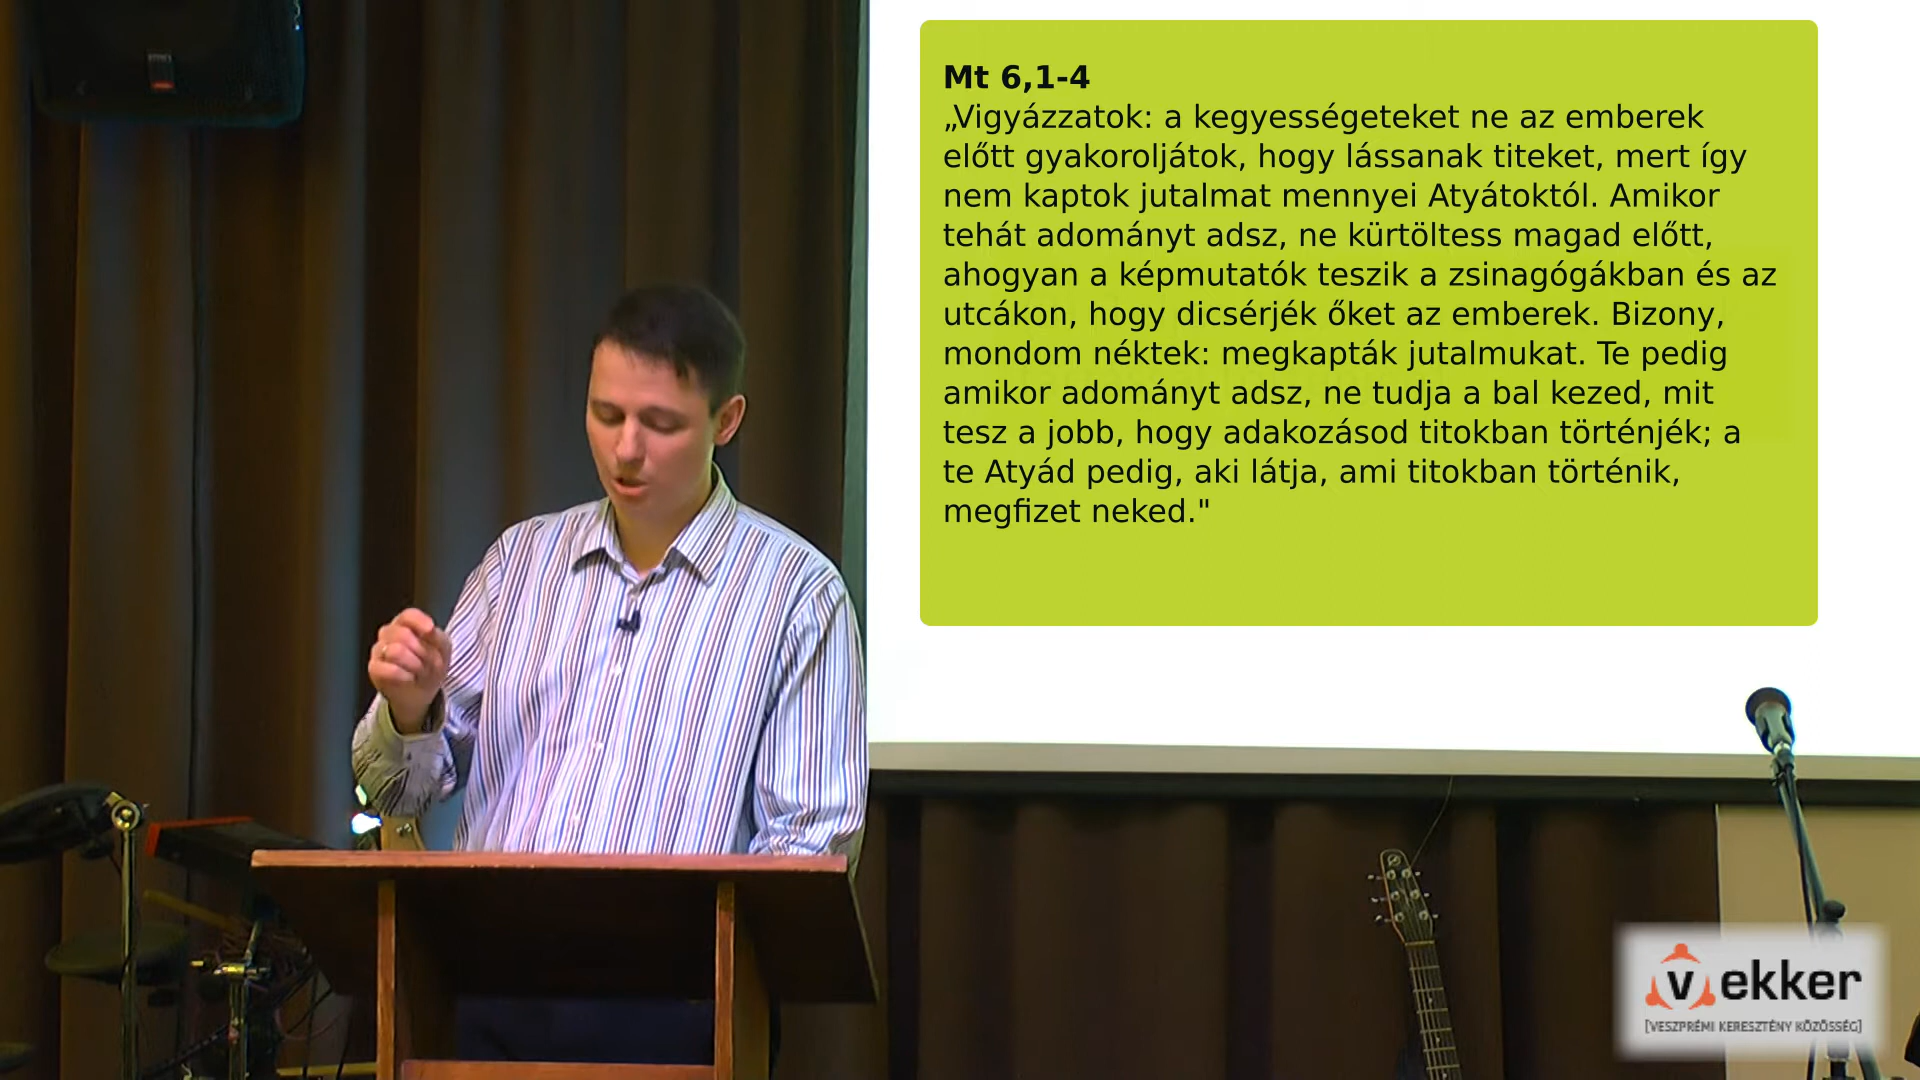 Mt 6,1-4
„Vigyázzatok: a kegyességeteket ne az emberek
előtt gyakoroljátok, hogy lássanak titeket, mert így
nem kaptok jutalmat mennyei Atyátoktól. Amikor
tehát adományt adsz, ne kürtöltess magad előtt,
ahogyan a képmutatók teszik a zsinagógákban és az
utcákon, hogy dicsérjék őket az emberek. Bizony,
mondom néktek: megkapták jutalmukat. Te pedig
amikor adományt adsz, ne tudja a bal kezed, mit
tesz a jobb, hogy adakozásod titokban történjék; a
te Atyád pedig, aki látja, ami titokban történik,
megfizet neked."
vekker
[VESZPRÉMI KERESZTÉNY KÖZÖSSÉG]